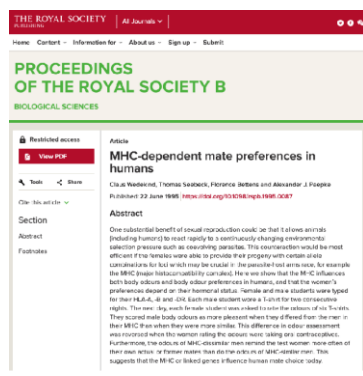 THE ROYAL SOCIETY
PUBLISHING
All Journals
Home Content Information for About us Sign up Submit
PROCEEDINGS
OF THE ROYAL SOCIETY B
BIOLOGICAL SCIENCES
Restricted access
View PDF
Tools Share
Cite this article
Section
Abstract
Footnotes
Article
MHC-dependent mate preferences in
humans
Claus Wedekind, Thomas Seebeck, Florence Bettens and Alexander J. Paepke
Published: 22 June 1995 https://doi.org/10.1098/rspb.1995.0087
Abstract
One substantial benefit of sexual reproduction could be that it allows animals
(including humans) to react rapidly to a continuously changing environmental
selection pressure such as coevolving parasites. This counteraction would be most
efficient if the females were able to provide their progeny with certain allele
combinations for loci which may be crucial in the parasite-host arms race, for example
the MHC (major histocompatibility complex). Here we show that the MHC influences
both body odours and body odour preferences in humans, and that the women's
preferences depend on their hormonal status. Female and male students were typed
for their HLA-A, -B and -DR. Each male student wore a T-shirt for two consecutive
nights. The next day, each female student was asked to rate the odours of six T-shirts.
They scored male body odours as more pleasant when they differed from the men in
their MHC than when they were more similar. This difference in odour assessment
was reversed when the women rating the odours were taking oral contraceptives.
Furthermore, the odours of MHC-dissimilar men remind the test women more often of
their own actual or former mates than do the odours of MHC-similar men. This
suggests that the MHC or linked genes influence human mate choice today.